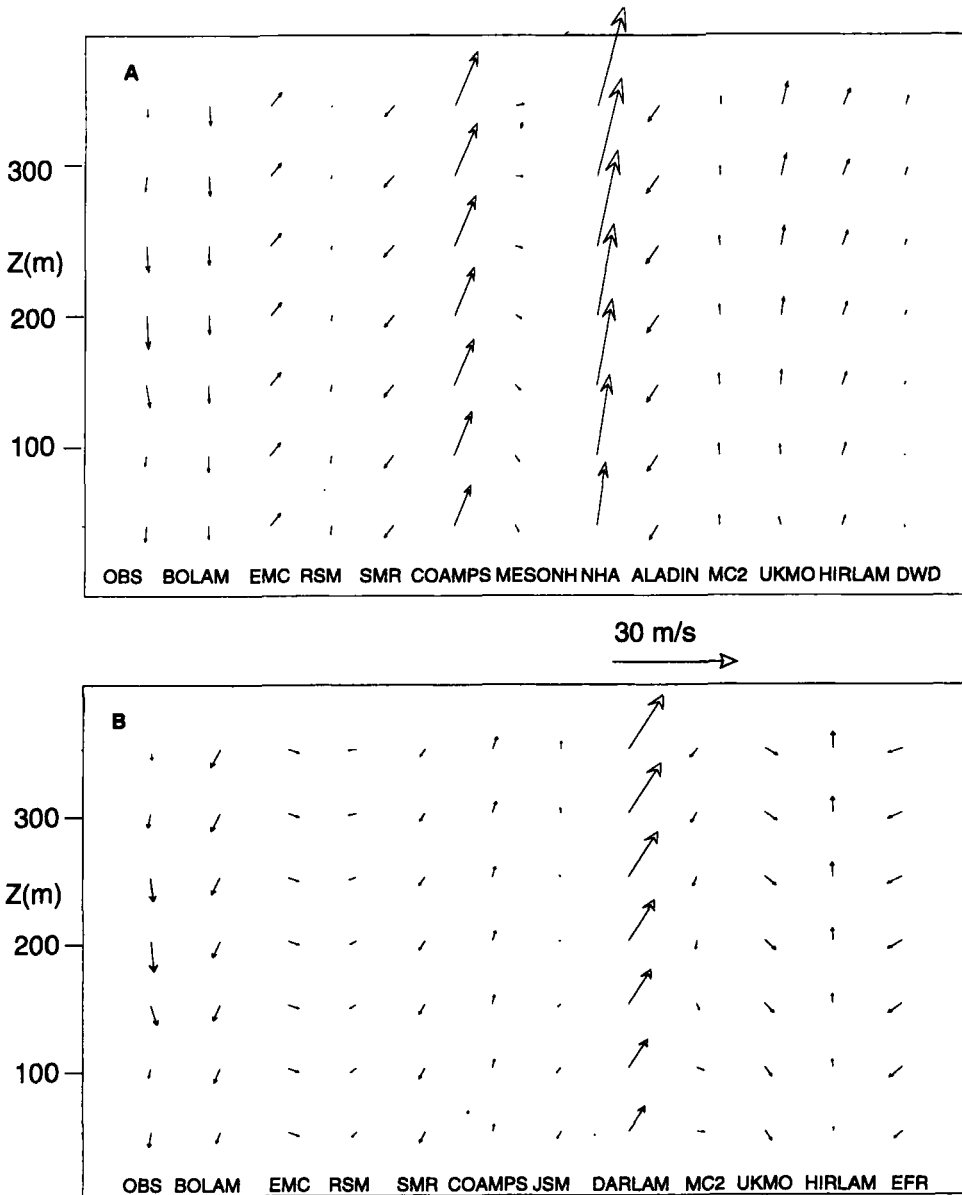 A
300
Z(m)
200
100
OBS BOLAM EMC RSM SMR COAMPS MESONH NHA ALADIN MC2 UKMO HIRLAM DWD
30 m/s
B
300
Z(m)
200
100
OBS BOLAM EMC RSM SMR COAMPS JSM DARLAM MC2 UKMO HIRLAM EFR